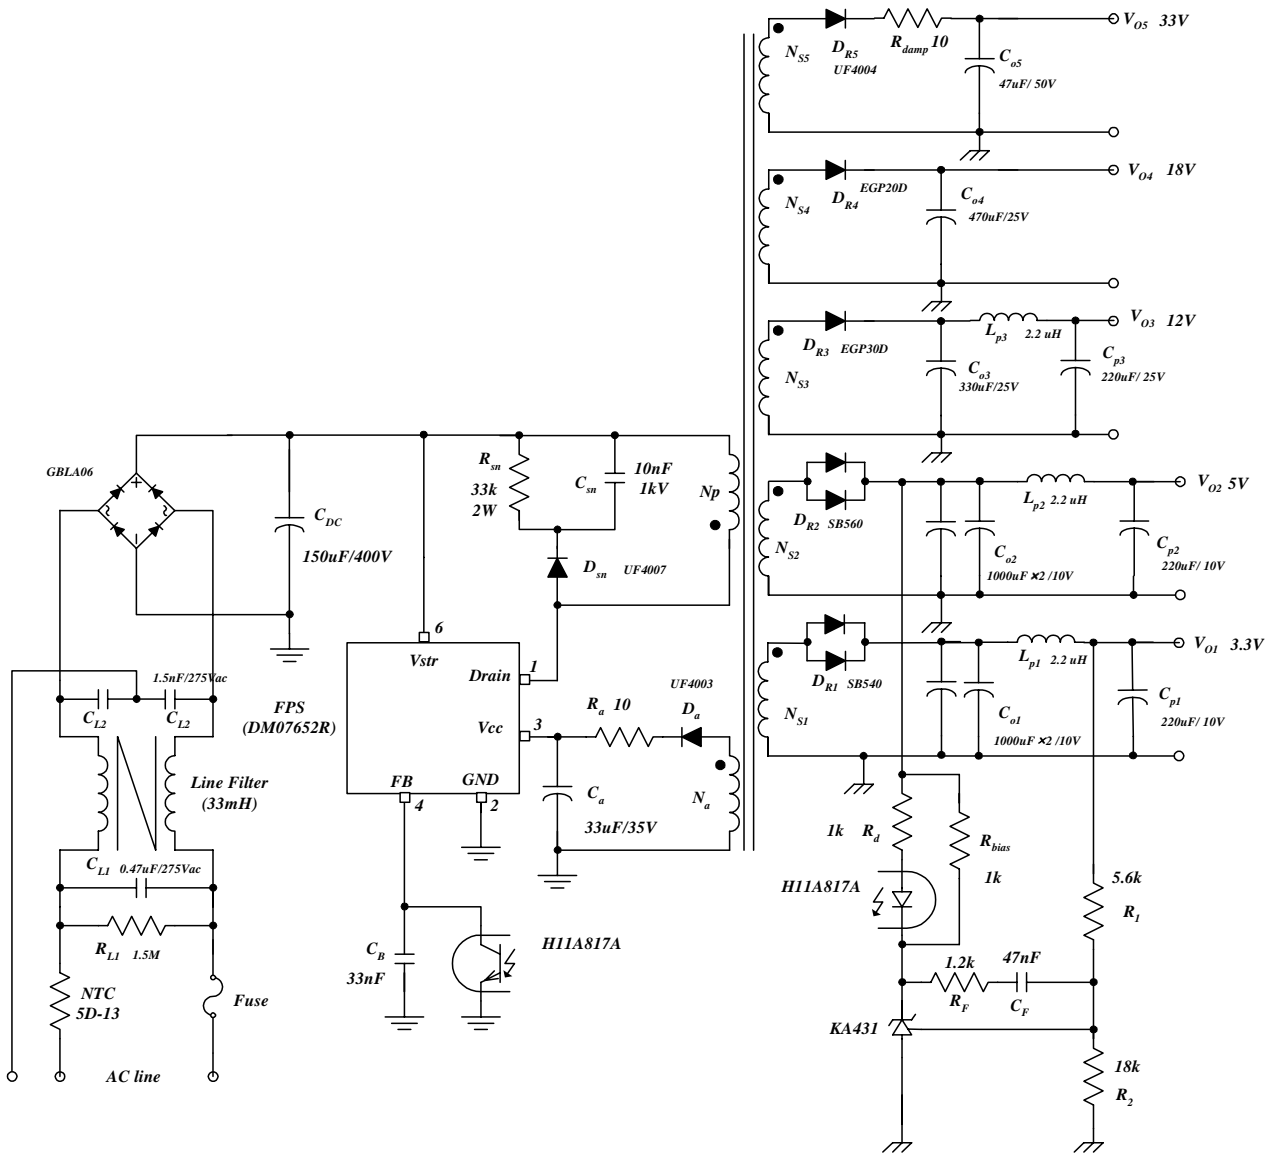 V_O5 33V
N_S5
D_R5
UF4004
R_damp 10
C_o5
47uF/ 50V
V_O4 18V
N_S4
D_R4
EGP20D
C_o4
470uF/25V
V_O3 12V
N_S3
D_R3 EGP30D
L_p3 2.2 uH
C_o3
330uF/25V
C_p3
220uF/ 25V
GBLA06
+
-
C_DC
150uF/400V
R_sn
33k
2W
C_sn
10nF
1kV
Np
D_sn UF4007
V_O2 5V
N_S2
D_R2 SB560
L_p2 2.2 uH
C_o2
1000uF ×2 /10V
C_p2
220uF/ 10V
V_O1 3.3V
N_S1
D_R1 SB540
L_p1 2.2 uH
C_o1
1000uF ×2 /10V
C_p1
220uF/ 10V
6
Vstr
Drain
1
FPS
(DM07652R)
Vcc
3
FB
4
GND
2
R_a 10
UF4003
D_a
N_a
C_a
33uF/35V
1.5nF/275Vac
C_L2
C_L2
Line Filter
(33mH)
C_L1 0.47uF/275Vac
R_L1 1.5M
NTC
5D-13
Fuse
AC line
C_B
33nF
H11A817A
1k R_d
R_bias
1k
H11A817A
5.6k
R_1
1.2k
R_F
47nF
C_F
KA431
18k
R_2